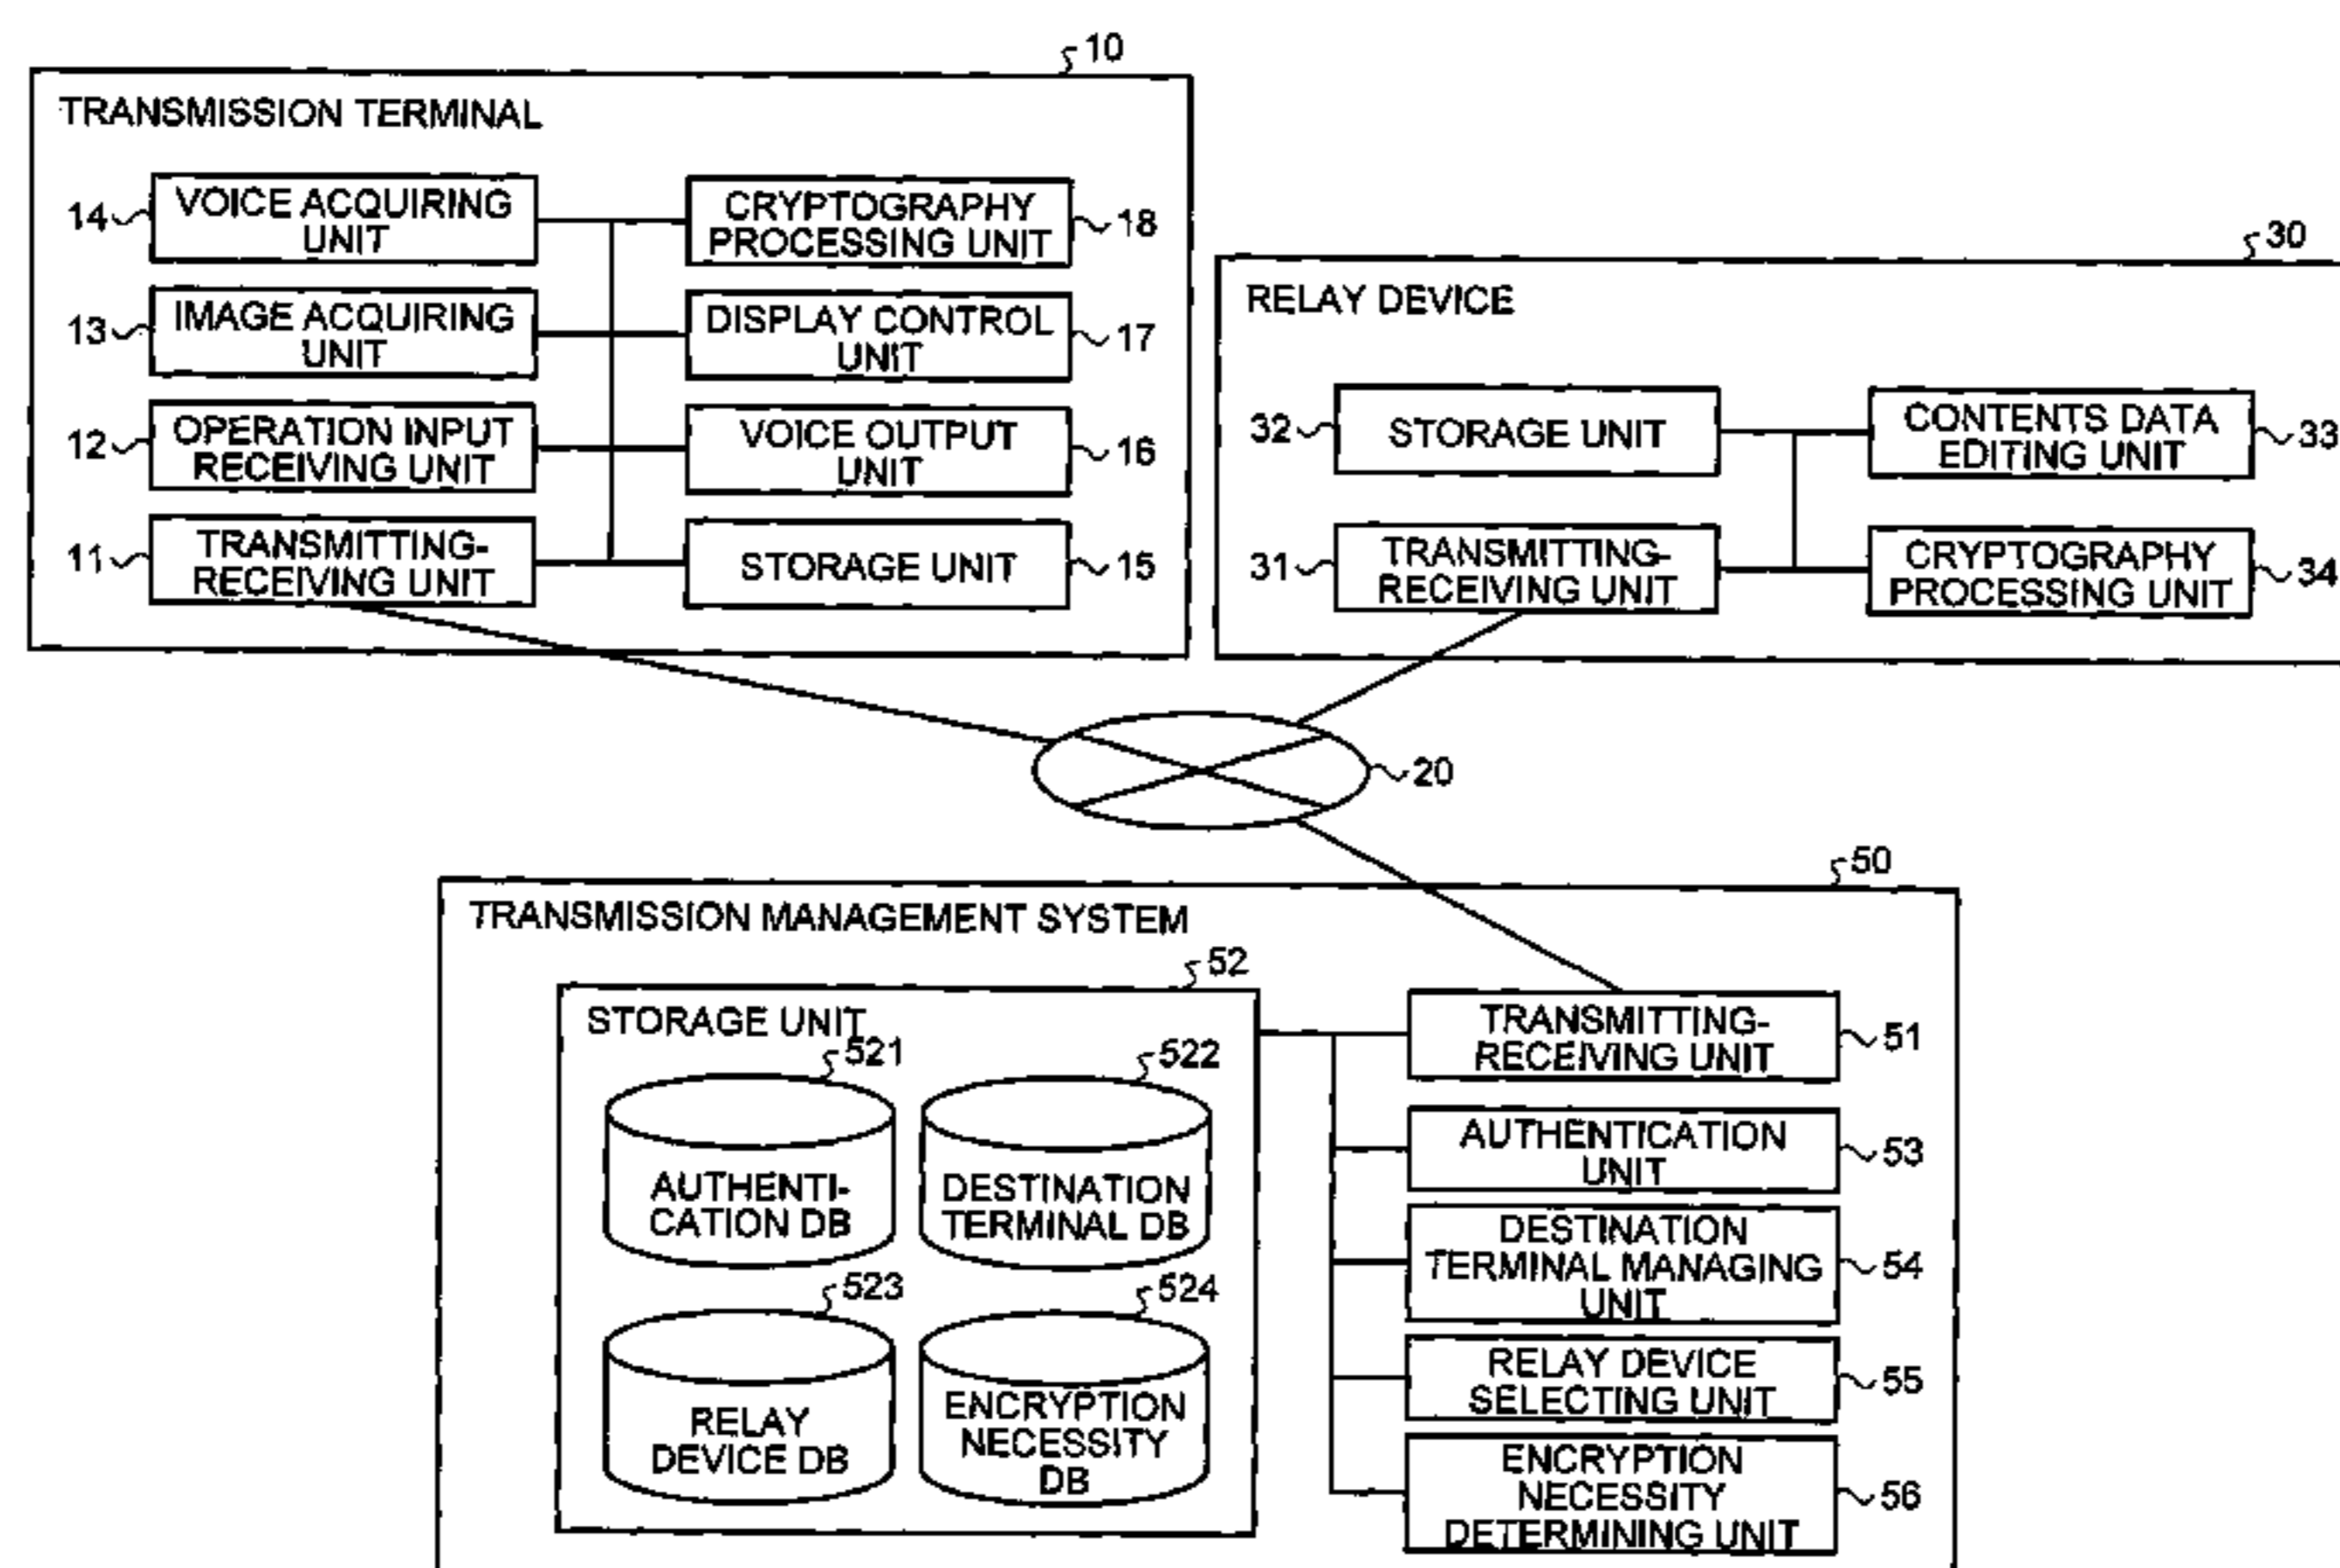 10
TRANSMISSION TERMINAL
14
VOICE ACQUIRING
UNIT
CRYPTOGRAPHY
PROCESSING UNIT
18
13
IMAGE ACQUIRING
UNIT
DISPLAY CONTROL
UNIT
17
12
OPERATION INPUT
RECEIVING UNIT
VOICE OUTPUT
UNIT
16
11
TRANSMITTING-
RECEIVING UNIT
STORAGE UNIT
15
30
RELAY DEVICE
32
STORAGE UNIT
CONTENTS DATA
EDITING UNIT
33
31
TRANSMITTING-
RECEIVING UNIT
CRYPTOGRAPHY
PROCESSING UNIT
34
20
50
TRANSMISSION MANAGEMENT SYSTEM
52
STORAGE UNIT
521
AUTHENTI-
CATION DB
522
DESTINATION
TERMINAL DB
523
RELAY
DEVICE DB
524
ENCRYPTION
NECESSITY
DB
TRANSMITTING-
RECEIVING UNIT
51
AUTHENTICATION
UNIT
53
DESTINATION
TERMINAL MANAGING
UNIT
54
RELAY DEVICE
SELECTING UNIT
55
ENCRYPTION
NECESSITY
DETERMINING UNIT
56